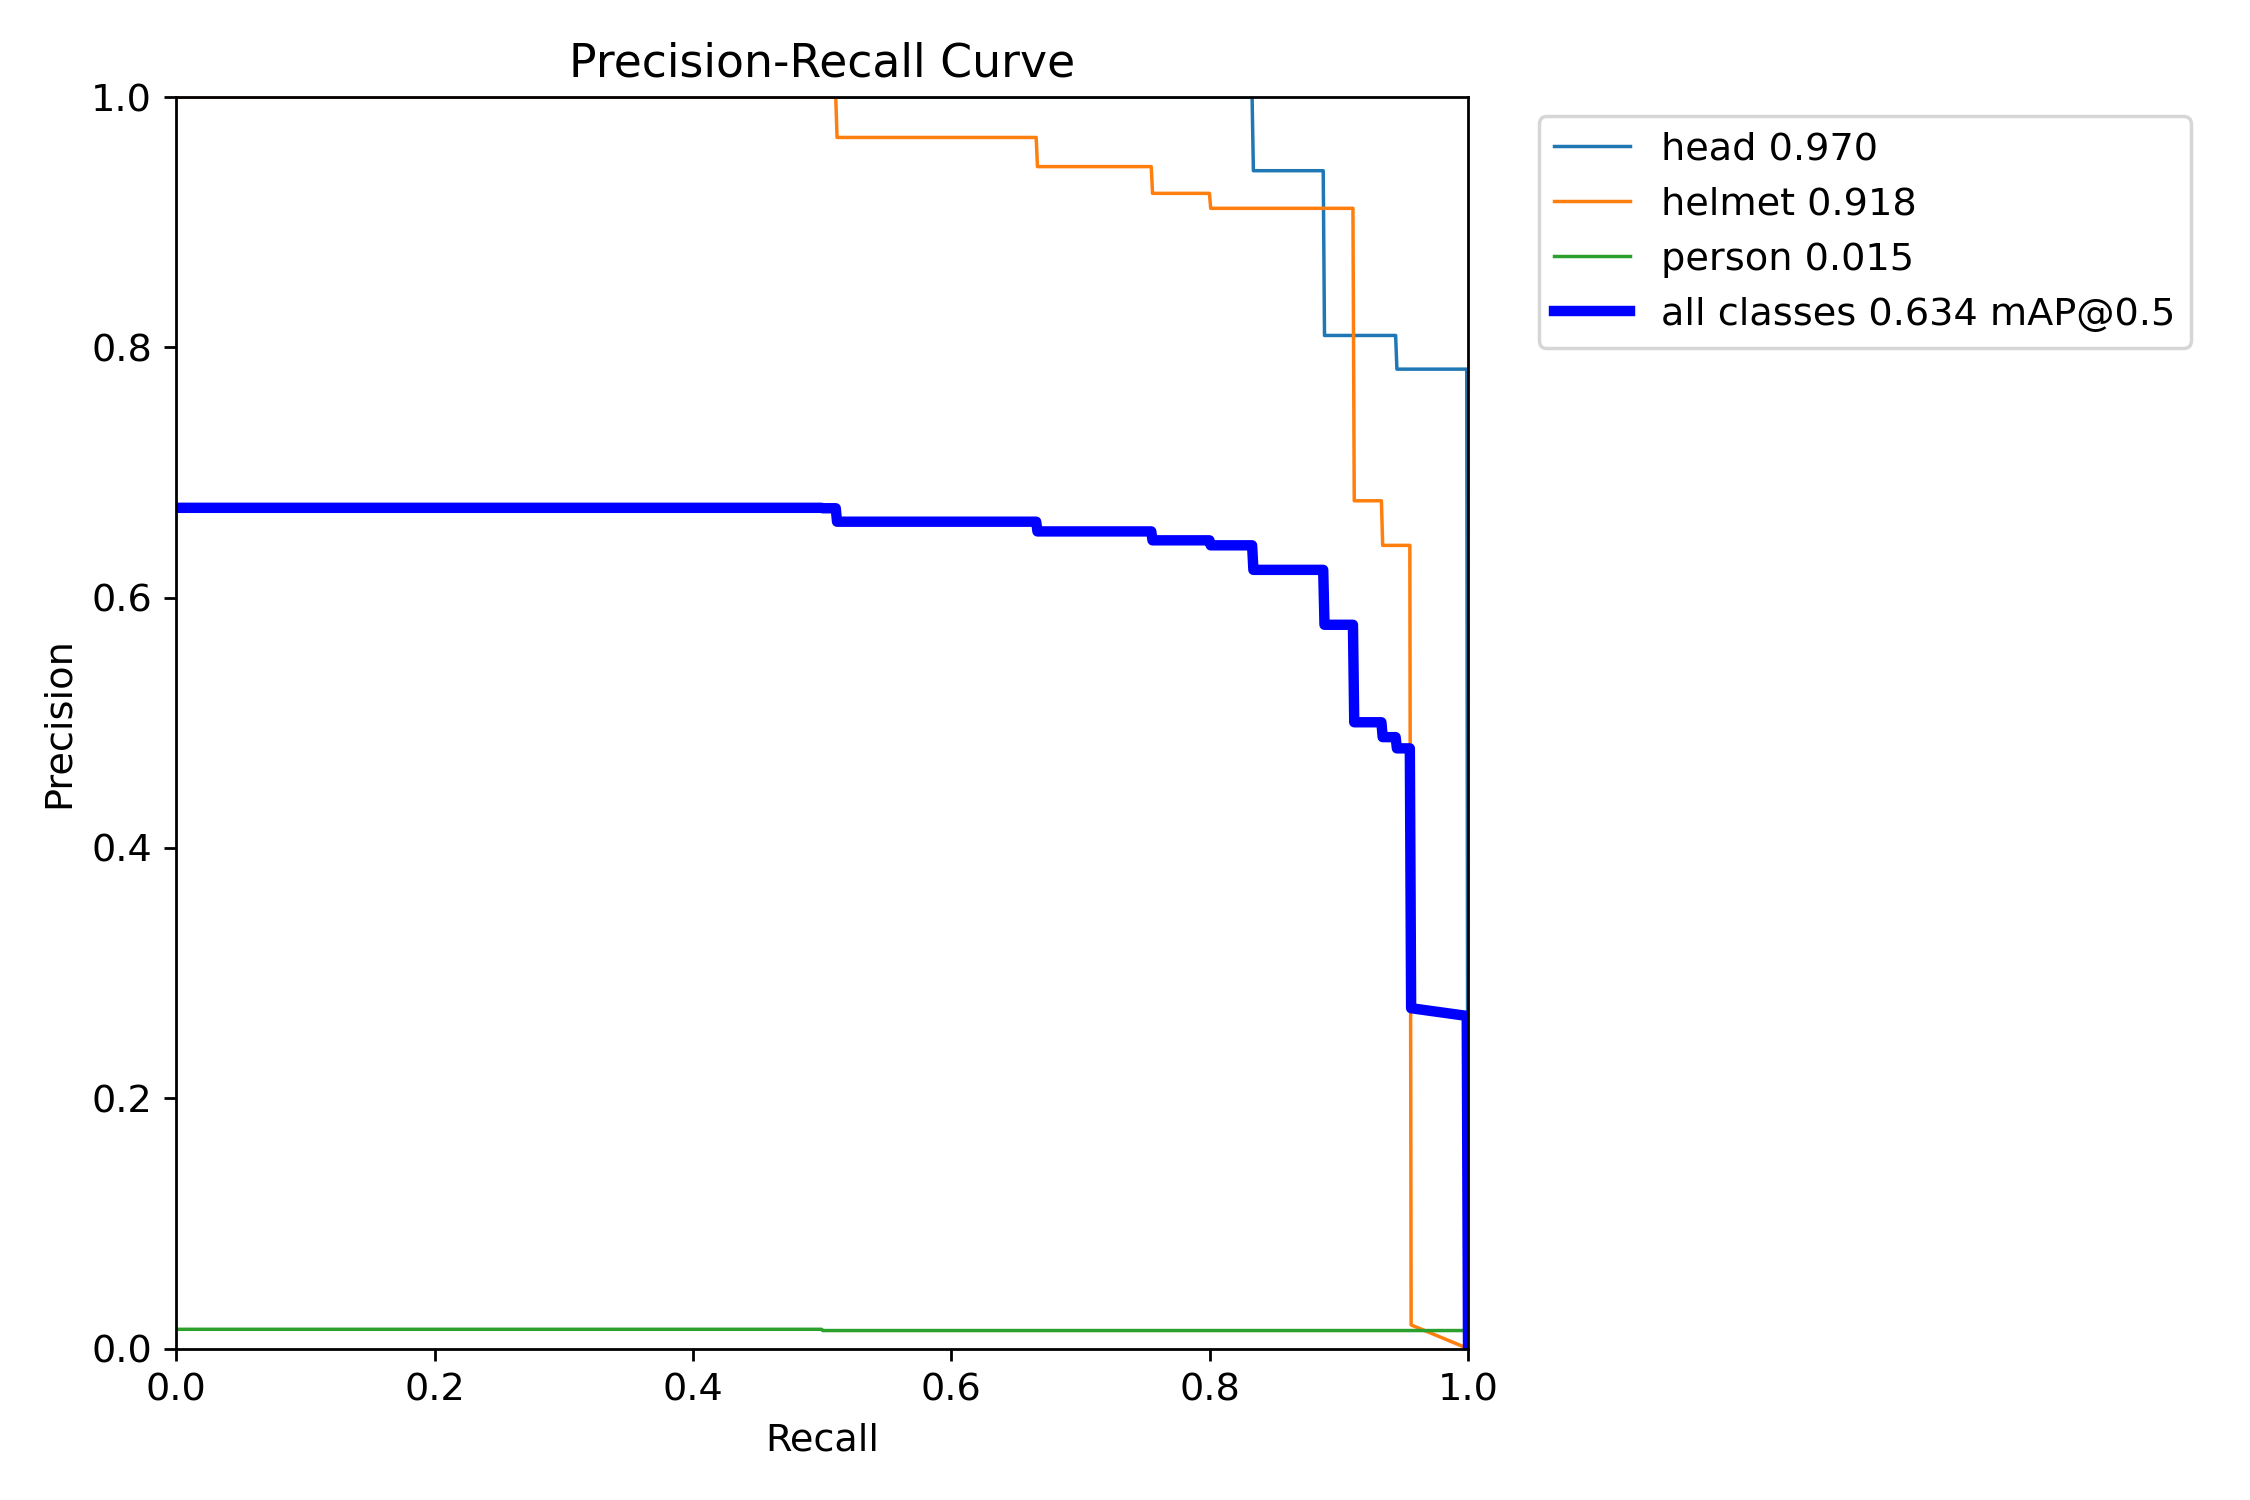 Precision-Recall Curve
1.0
0.8
0.6
0.4
0.2
0.0
Precision
0.0 0.2 0.4 0.6 0.8 1.0
Recall
head 0.970
helmet 0.918
person 0.015
all classes 0.634 mAP@0.5